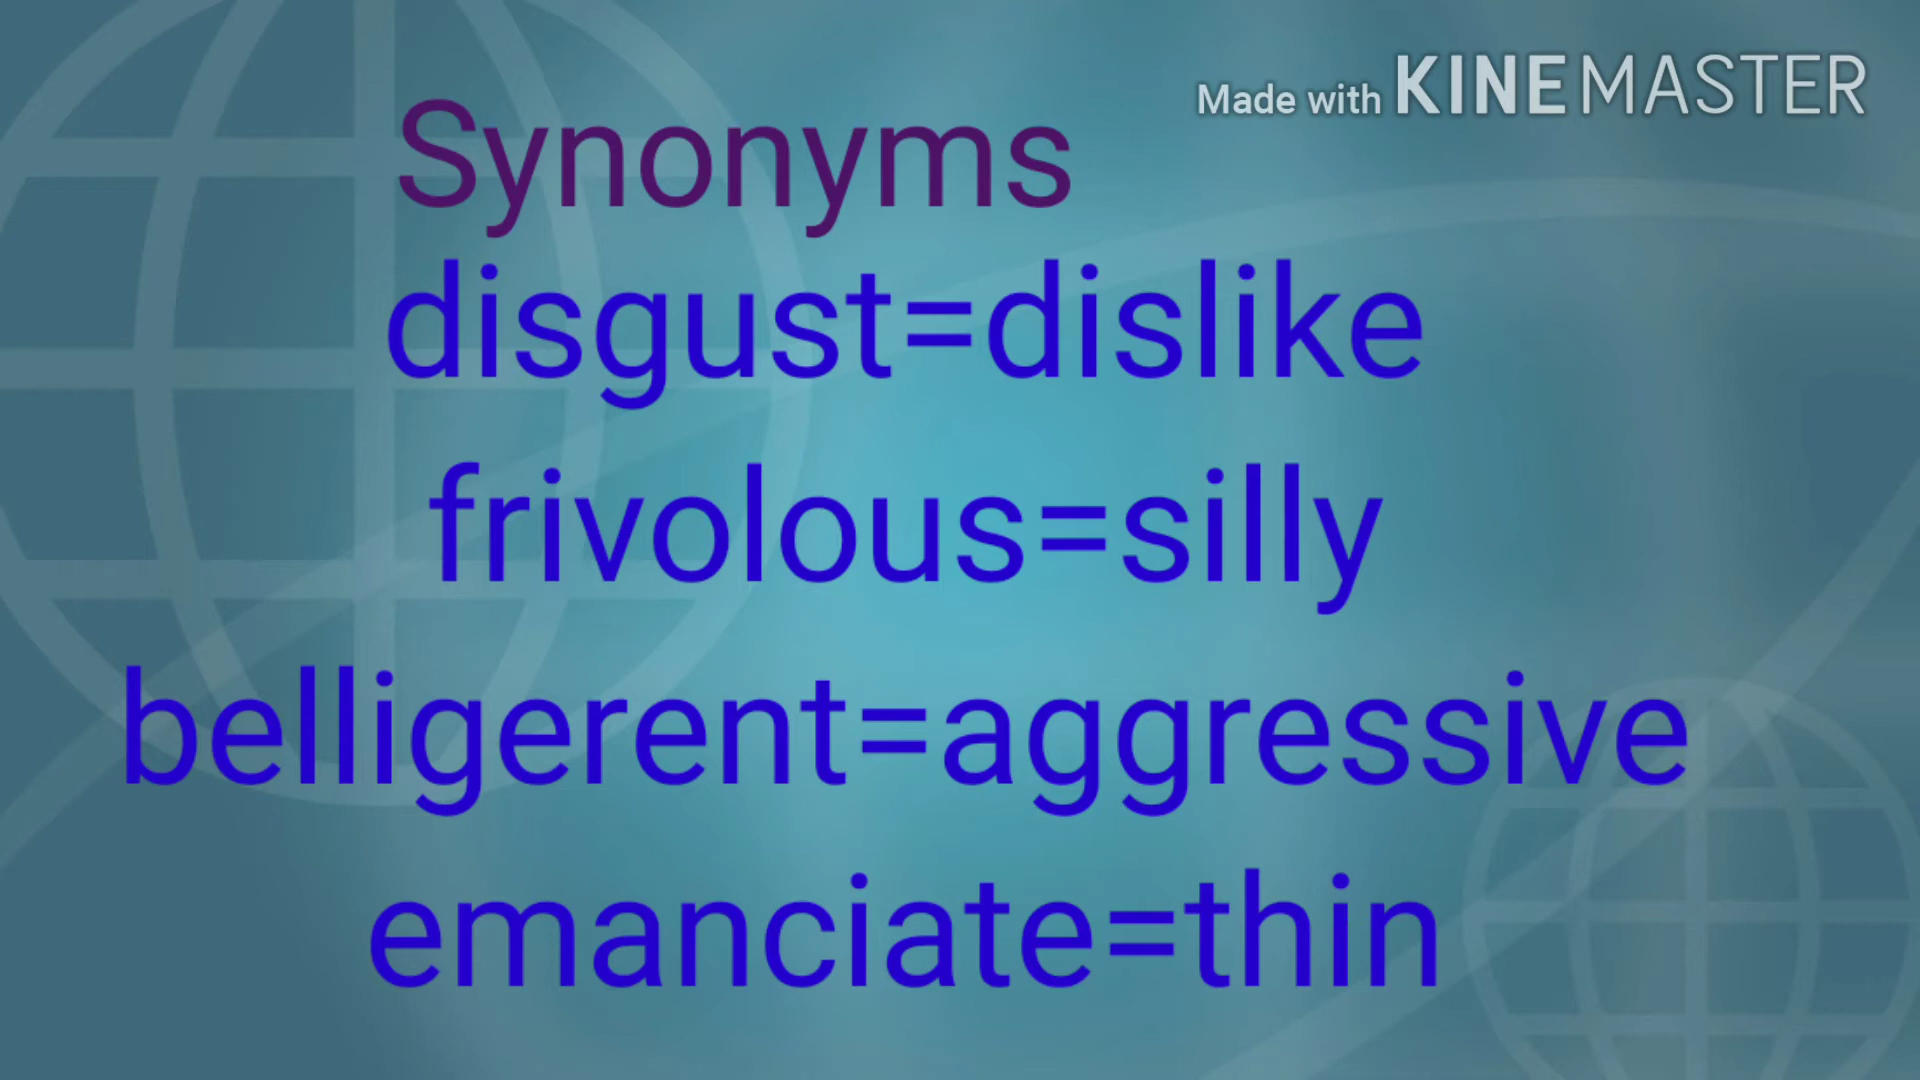 Made with KINEMASTER
Synonyms
disgust=dislike
frivolous=silly
belligerent=aggressive
emanciate=thin